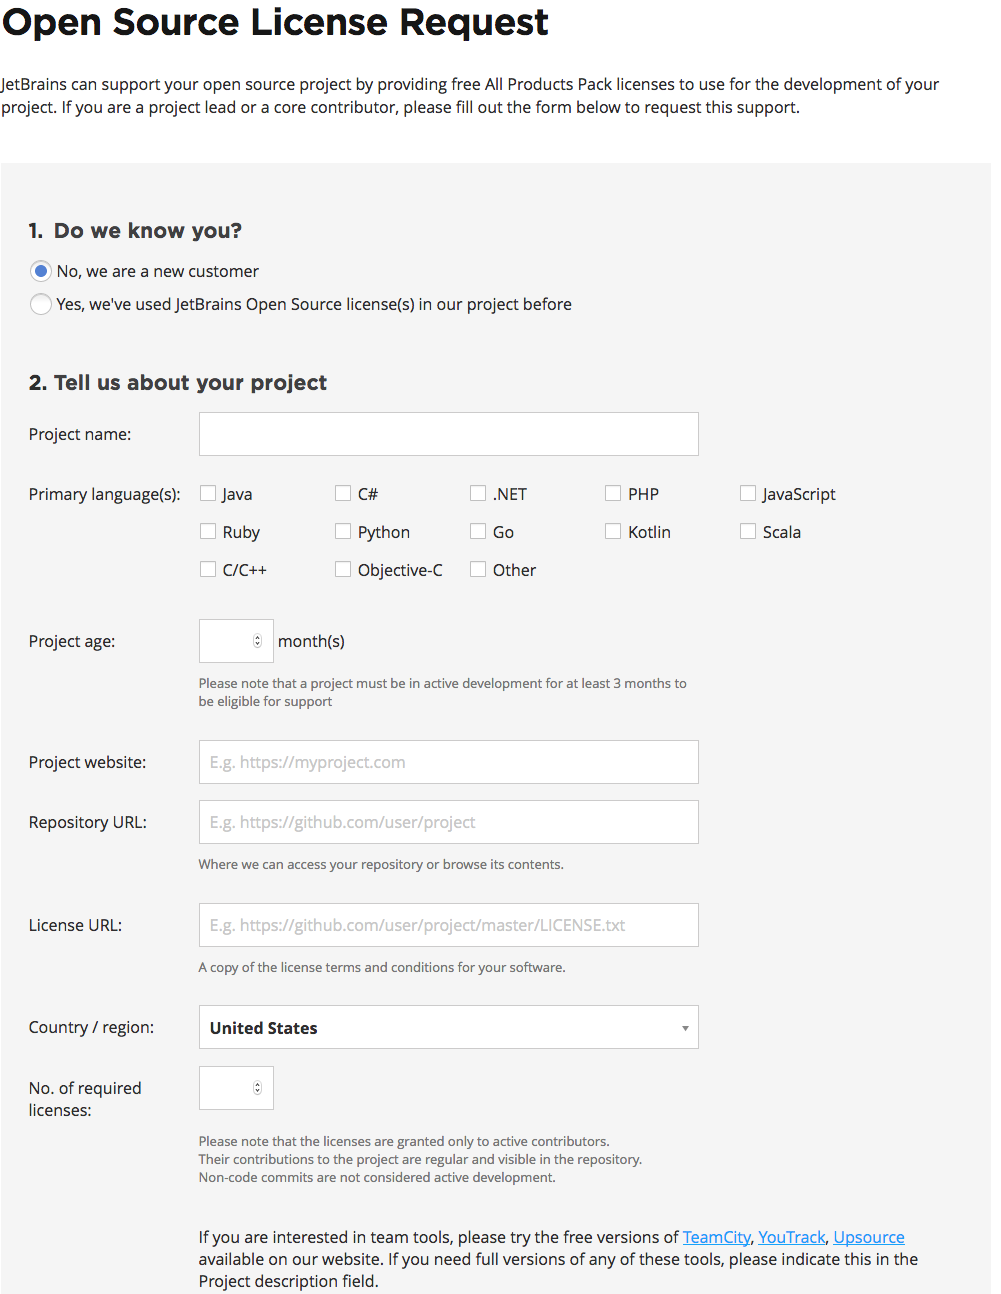 Open Source License Request
JetBrains can support your open source project by providing free All Products Pack licenses to use for the development of your
project. If you are a project lead or a core contributor, please fill out the form below to request this support.
1. Do we know you?
No, we are a new customer
Yes, we've used JetBrains Open Source license(s) in our project before
2. Tell us about your project
Project name:
Primary language(s): Java C# .NET PHP JavaScript
Ruby Python Go Kotlin Scala
C/C++ Objective-C Other
Project age: month(s)
Please note that a project must be in active development for at least 3 months to
be eligible for support
Project website: E.g. https://myproject.com
Repository URL: E.g. https://github.com/user/project
Where we can access your repository or browse its contents.
License URL: E.g. https://github.com/user/project/master/LICENSE.txt
A copy of the license terms and conditions for your software.
Country / region: United States
No. of required
licenses:
Please note that the licenses are granted only to active contributors.
Their contributions to the project are regular and visible in the repository.
Non-code commits are not considered active development.
If you are interested in team tools, please try the free versions of TeamCity, YouTrack, Upsource
available on our website. If you need full versions of any of these tools, please indicate this in the
Project description field.